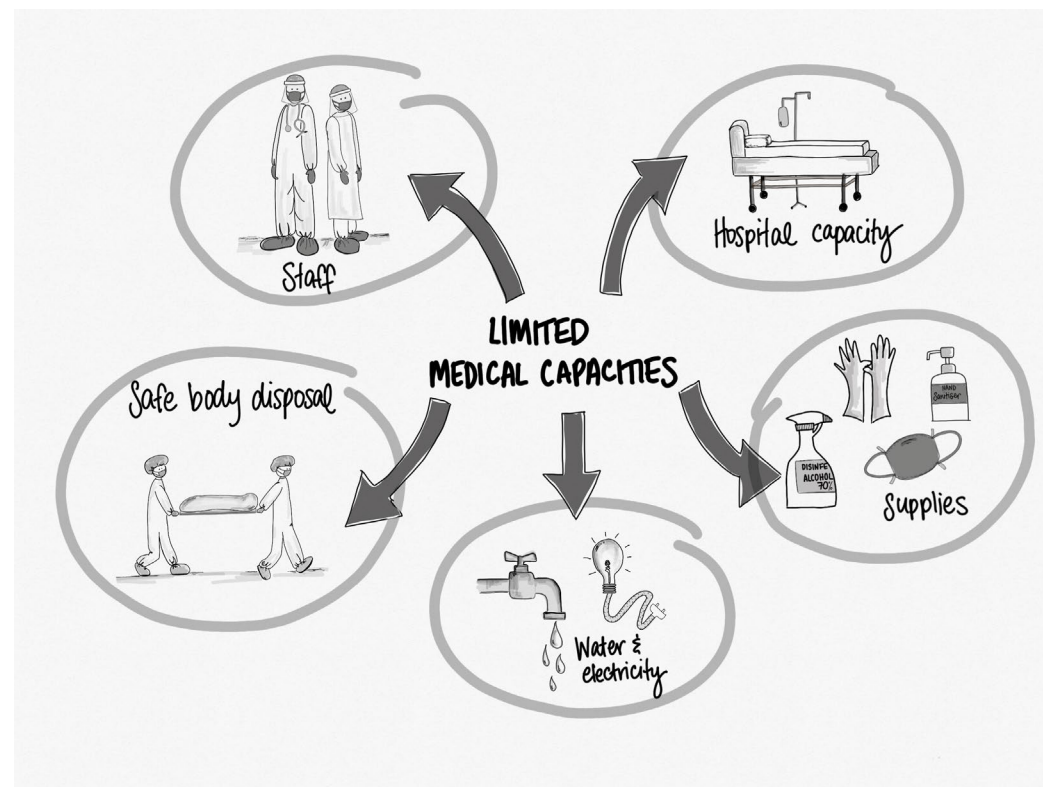 Staff
Hospital capacity
LIMITED
MEDICAL CAPACITIES
Safe body disposal
HAND
Sanitizer
DISINFE
ALCOHOL
70%
Supplies
Water &
electricity